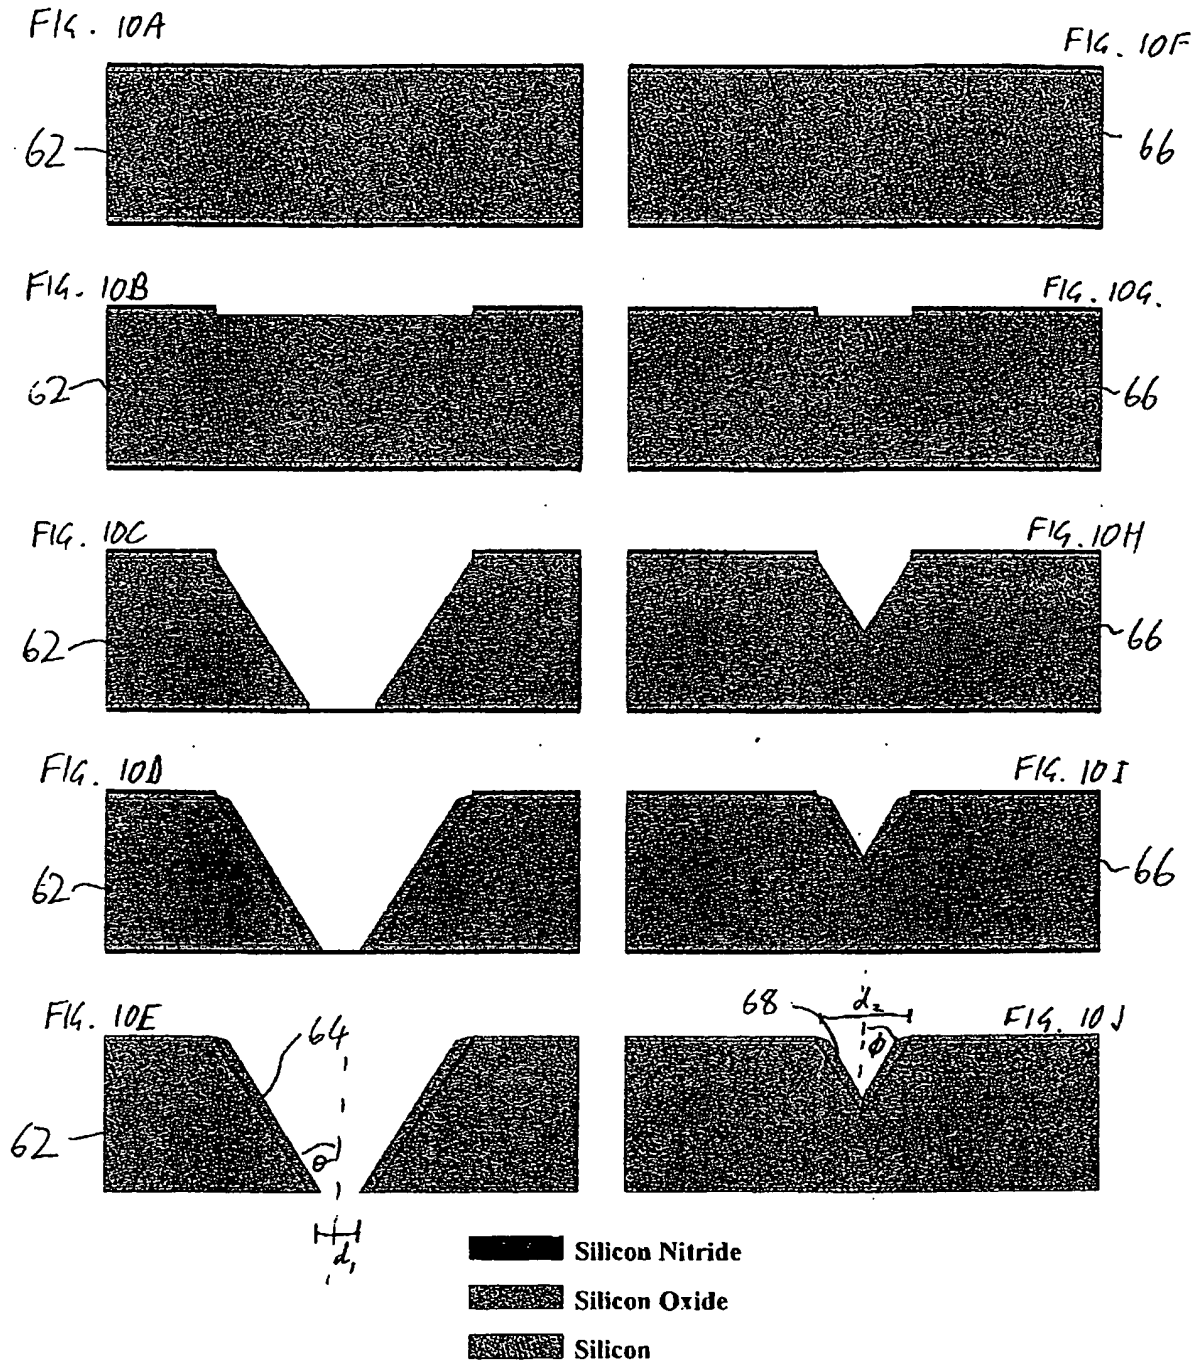 FIG. 10A
FIG. 10F
62
66
FIG. 10B
FIG. 10G.
62
66
FIG. 10C
FIG. 10H
62
66
FIG. 10D
FIG. 10I
62
66
FIG. 10E
64
68
d₂
FIG. 10J
ϕ
62
θ
d₁
Silicon Nitride
Silicon Oxide
Silicon